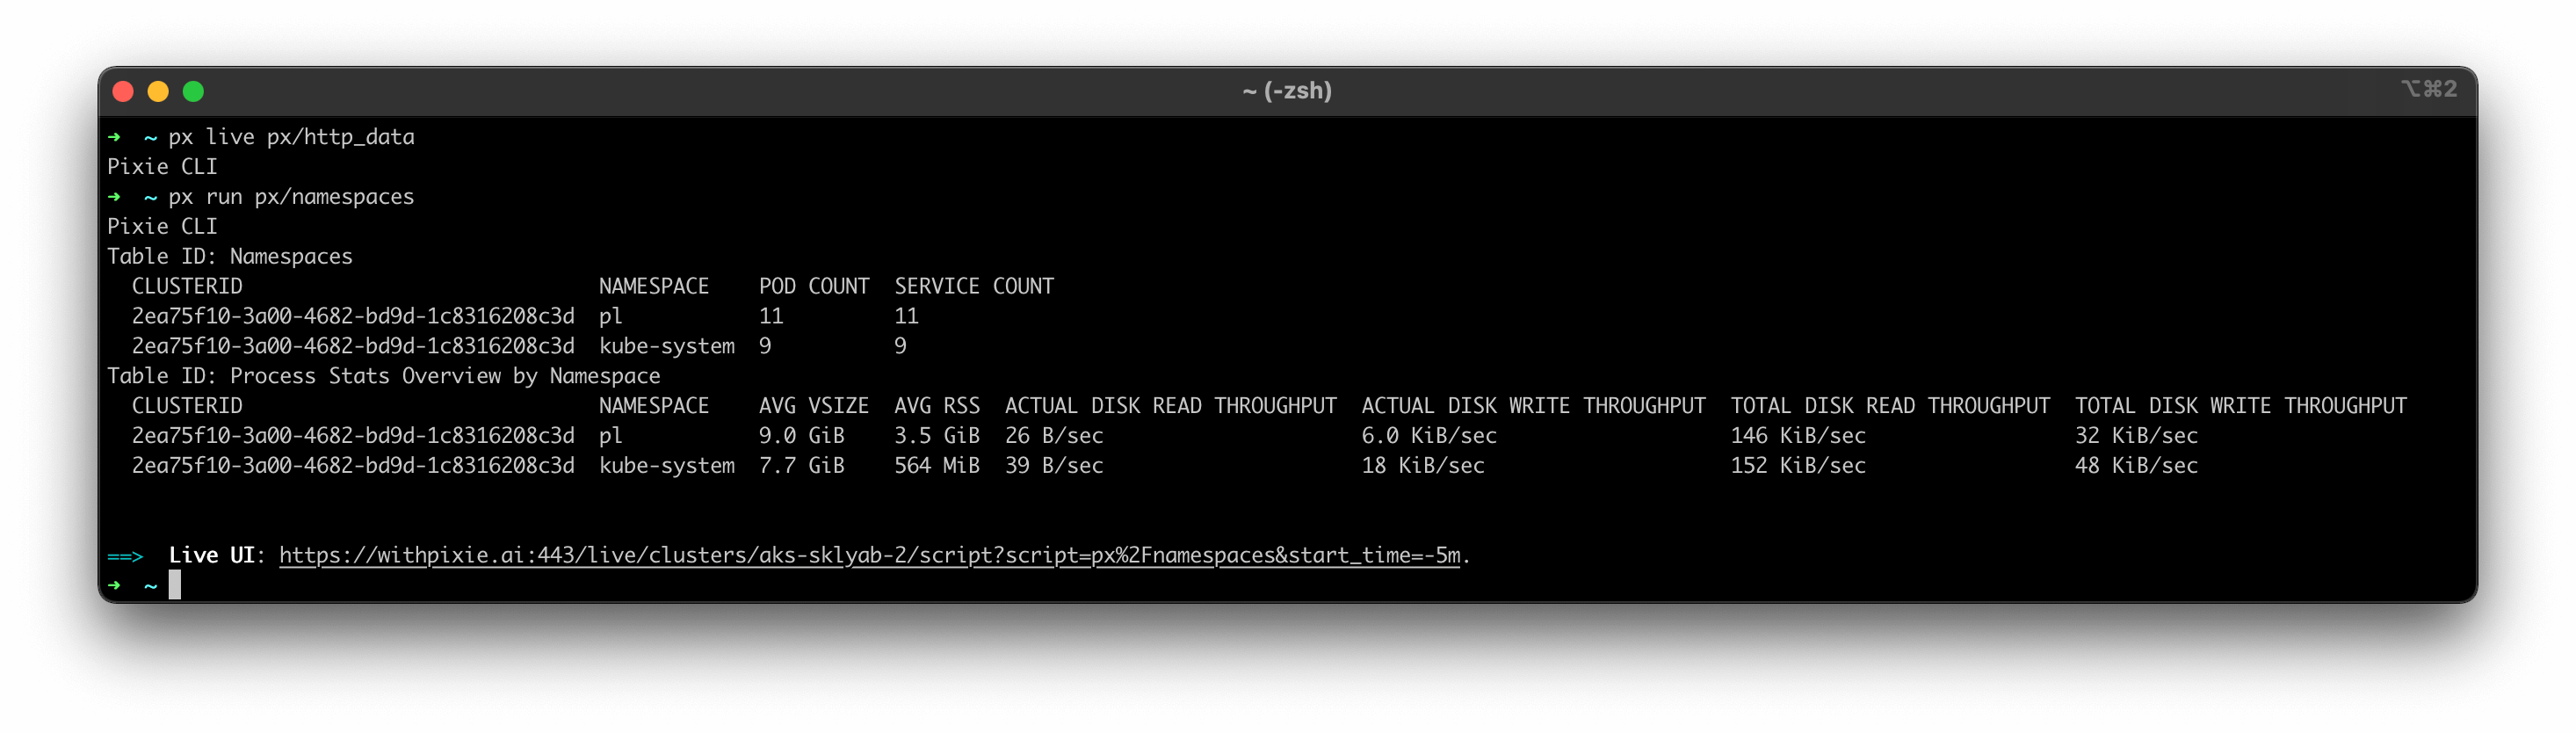 ~ (-zsh)
⌥⌘2
➜  ~ px live px/http_data
Pixie CLI
➜  ~ px run px/namespaces
Pixie CLI
Table ID: Namespaces
  CLUSTERID                             NAMESPACE    POD COUNT  SERVICE COUNT
  2ea75f10-3a00-4682-bd9d-1c8316208c3d  pl           11         11
  2ea75f10-3a00-4682-bd9d-1c8316208c3d  kube-system  9          9
Table ID: Process Stats Overview by Namespace
  CLUSTERID                             NAMESPACE    AVG VSIZE  AVG RSS  ACTUAL DISK READ THROUGHPUT  ACTUAL DISK WRITE THROUGHPUT  TOTAL DISK READ THROUGHPUT  TOTAL DISK WRITE THROUGHPUT
  2ea75f10-3a00-4682-bd9d-1c8316208c3d  pl           9.0 GiB    3.5 GiB  26 B/sec                     6.0 KiB/sec                   146 KiB/sec                 32 KiB/sec
  2ea75f10-3a00-4682-bd9d-1c8316208c3d  kube-system  7.7 GiB    564 MiB  39 B/sec                     18 KiB/sec                    152 KiB/sec                 48 KiB/sec
==>  Live UI: https://withpixie.ai:443/live/clusters/aks-sklyab-2/script?script=px%2Fnamespaces&start_time=-5m.
➜  ~